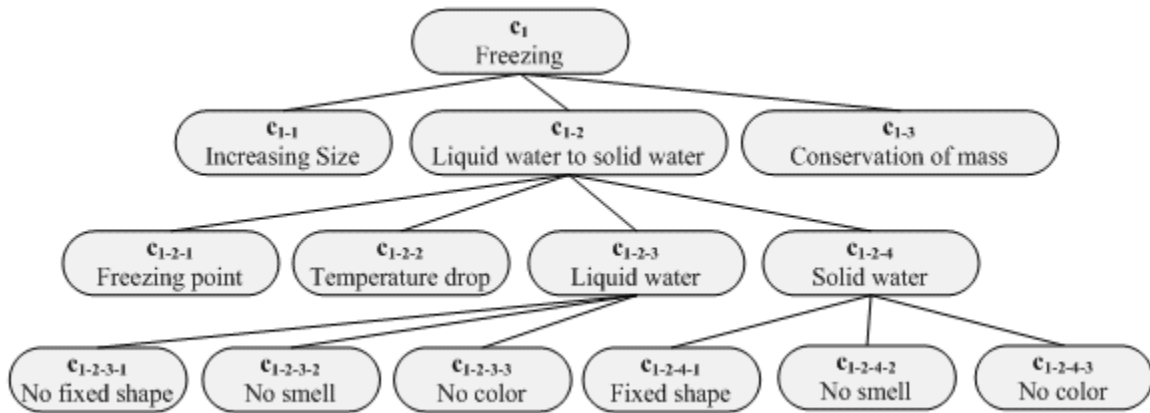 c1
Freezing
c1-1
Increasing Size
c1-2
Liquid water to solid water
c1-3
Conservation of mass
c1-2-1
Freezing point
c1-2-2
Temperature drop
c1-2-3
Liquid water
c1-2-4
Solid water
c1-2-3-1
No fixed shape
c1-2-3-2
No smell
c1-2-3-3
No color
c1-2-4-1
Fixed shape
c1-2-4-2
No smell
c1-2-4-3
No color